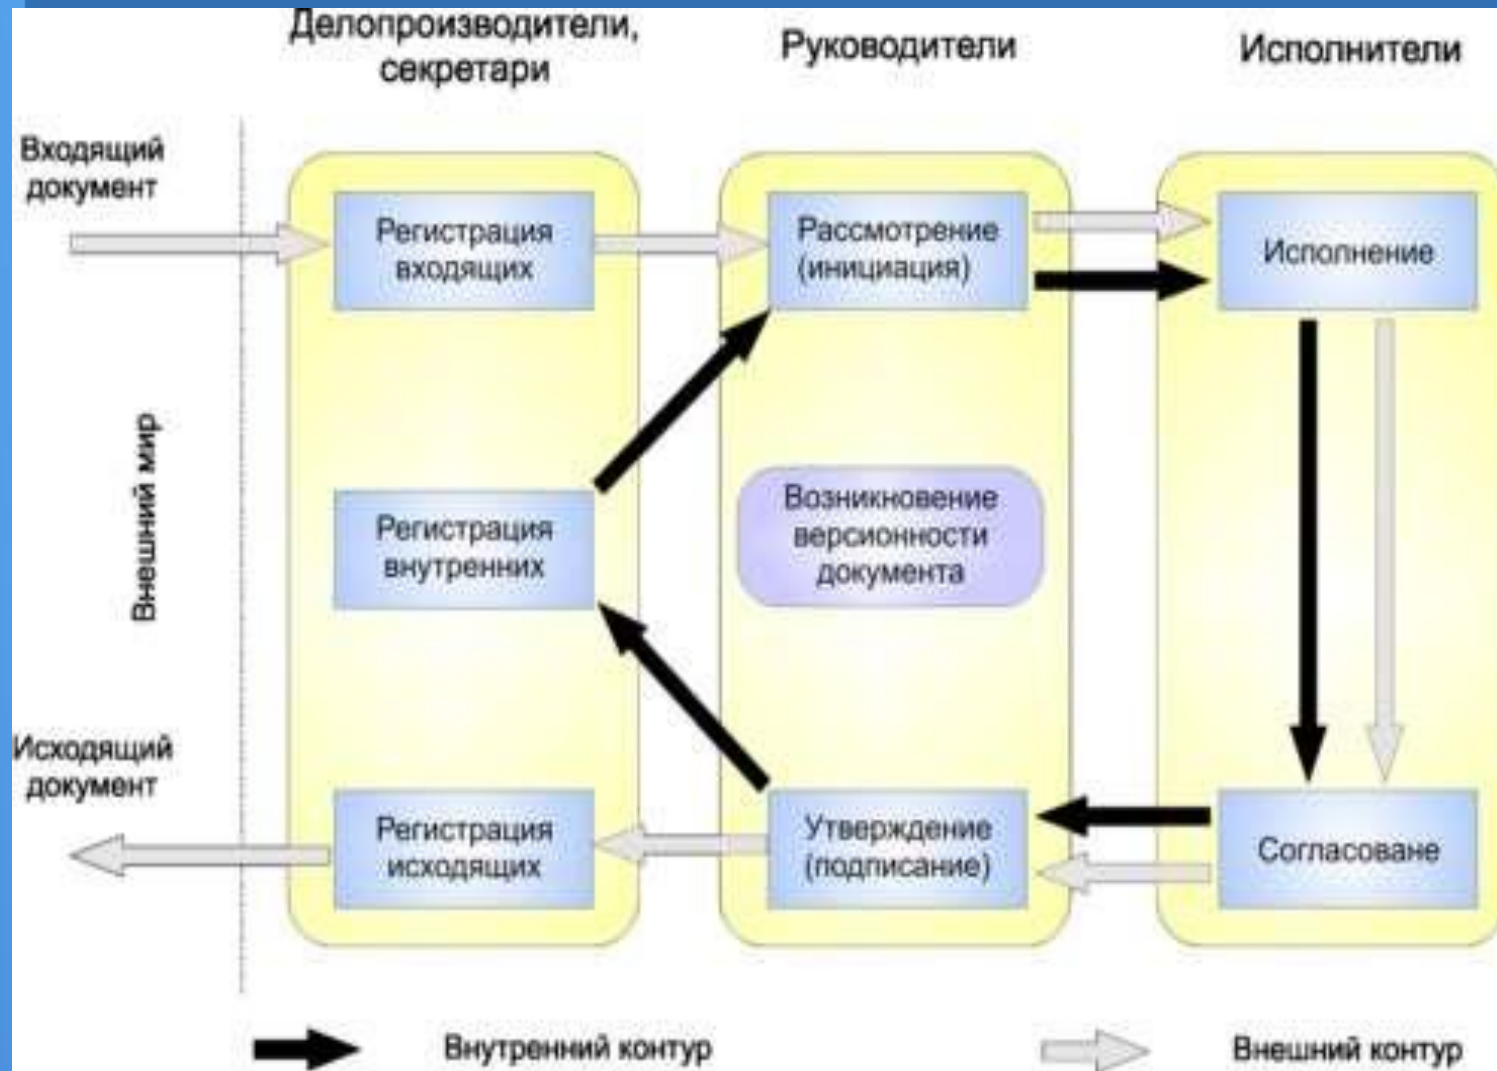 Делопроизводители,
секретари
Руководители
Исполнители
Входящий
документ
Регистрация
входящих
Рассмотрение
(инициация)
Исполнение
Внешний мир
Регистрация
внутренних
Возникновение
версионности
документа
Исходящий
документ
Регистрация
исходящих
Утверждение
(подписание)
Согласоване
Внутренний контур
Внешний контур